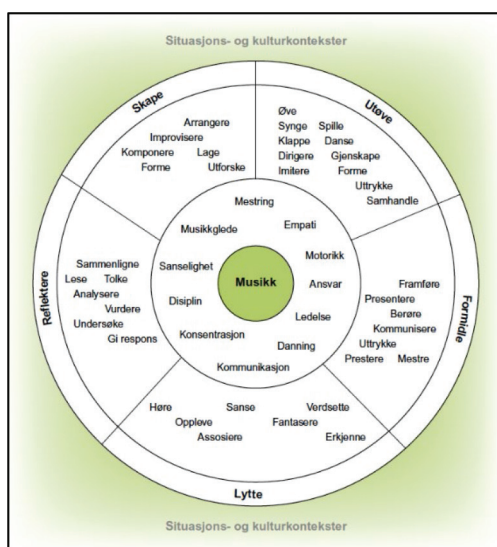 Situasjons- og kulturkontekster
Skape
Arrangere
Improvisere
Komponere Lage
Forme Utforske
Utøve
Øve
Synge Spille
Klappe Danse
Dirigere Gjenskape
Imitere Forme
Uttrykke
Samhandle
Formidle
Framføre
Presentere
Berøre
Kommunisere
Uttrykke
Prestere Mestre
Lytte
Høre Sanse Verdsette
Oppleve Fantasere
Assosiere Erkjenne
Reflektere
Sammenligne
Lese Tolke
Analysere
Vurdere
Undersøke
Gi respons
Mestring
Musikkglede Empati
Sanselighet Motorikk
Musikk
Ansvar
Disiplin Ledelse
Konsentrasjon Danning
Kommunikasjon
Situasjons- og kulturkontekster